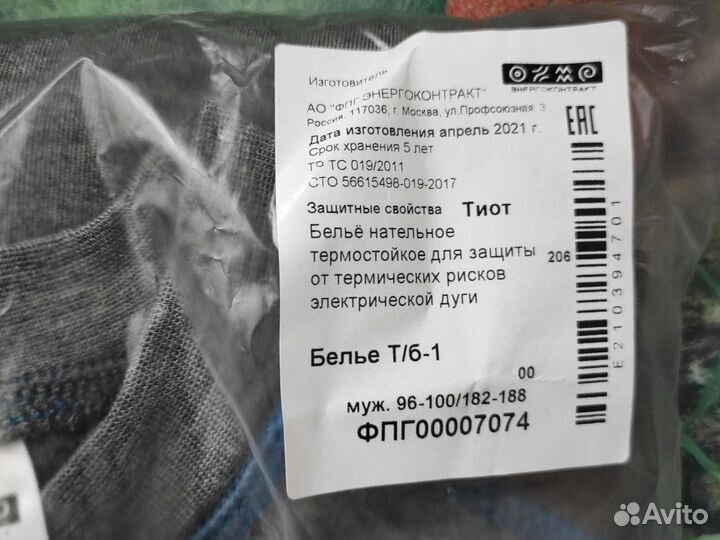 Изготовитель
ЭНЕРГОКОНТРАКТ
АО "ФПГ ЭНЕРГОКОНТРАКТ"
Россия, 117036, г. Москва, ул.Профсоюзная 3
Дата изготовления апрель 2021 г.
Срок хранения 5 лет
ТР ТС 019/2011
СТО 56615498-019-2017
EAC
Защитные свойства Тиот
Бельё нательное
термостойкое для защиты
от термических рисков
электрической дуги
206
E210394701
Белье Т/б-1
00
муж. 96-100/182-188
ФПГ00007074
Avito